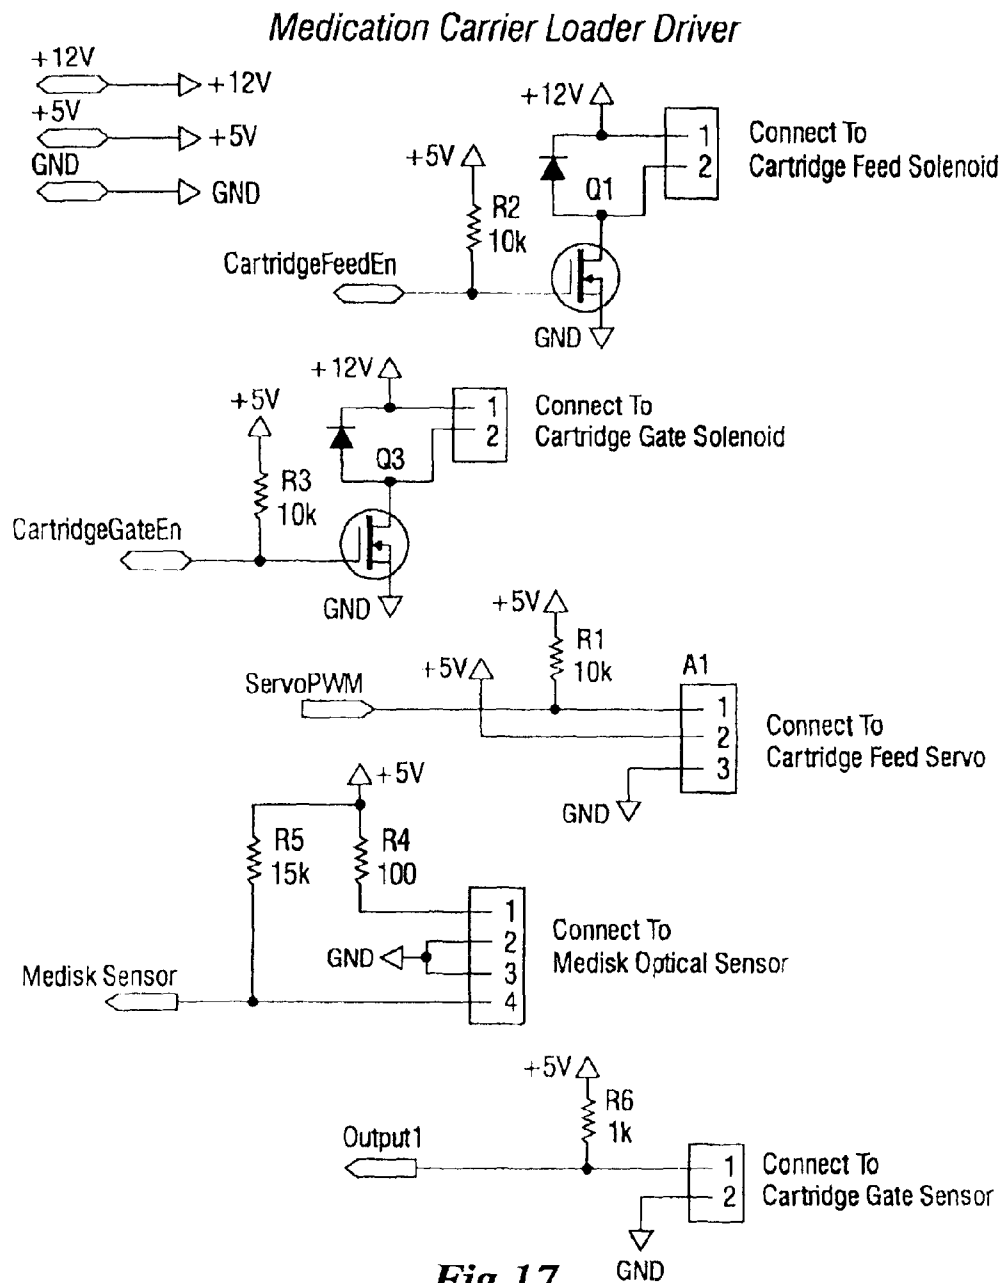 Medication Carrier Loader Driver
+12V
+12V
+5V
+5V
GND
GND
+12V
1
2
Connect To
Cartridge Feed Solenoid
+5V
R2
10k
Q1
CartridgeFeedEn
GND
+12V
1
2
Connect To
Cartridge Gate Solenoid
+5V
R3
10k
Q3
CartridgeGateEn
GND
+5V
R1
10k
+5V
ServoPWM
A1
1
2
3
Connect To
Cartridge Feed Servo
GND
+5V
R5
15k
R4
100
1
2
3
4
Connect To
Medisk Optical Sensor
GND
Medisk Sensor
+5V
R6
1k
Output1
1
2
Connect To
Cartridge Gate Sensor
GND
Fig. 17